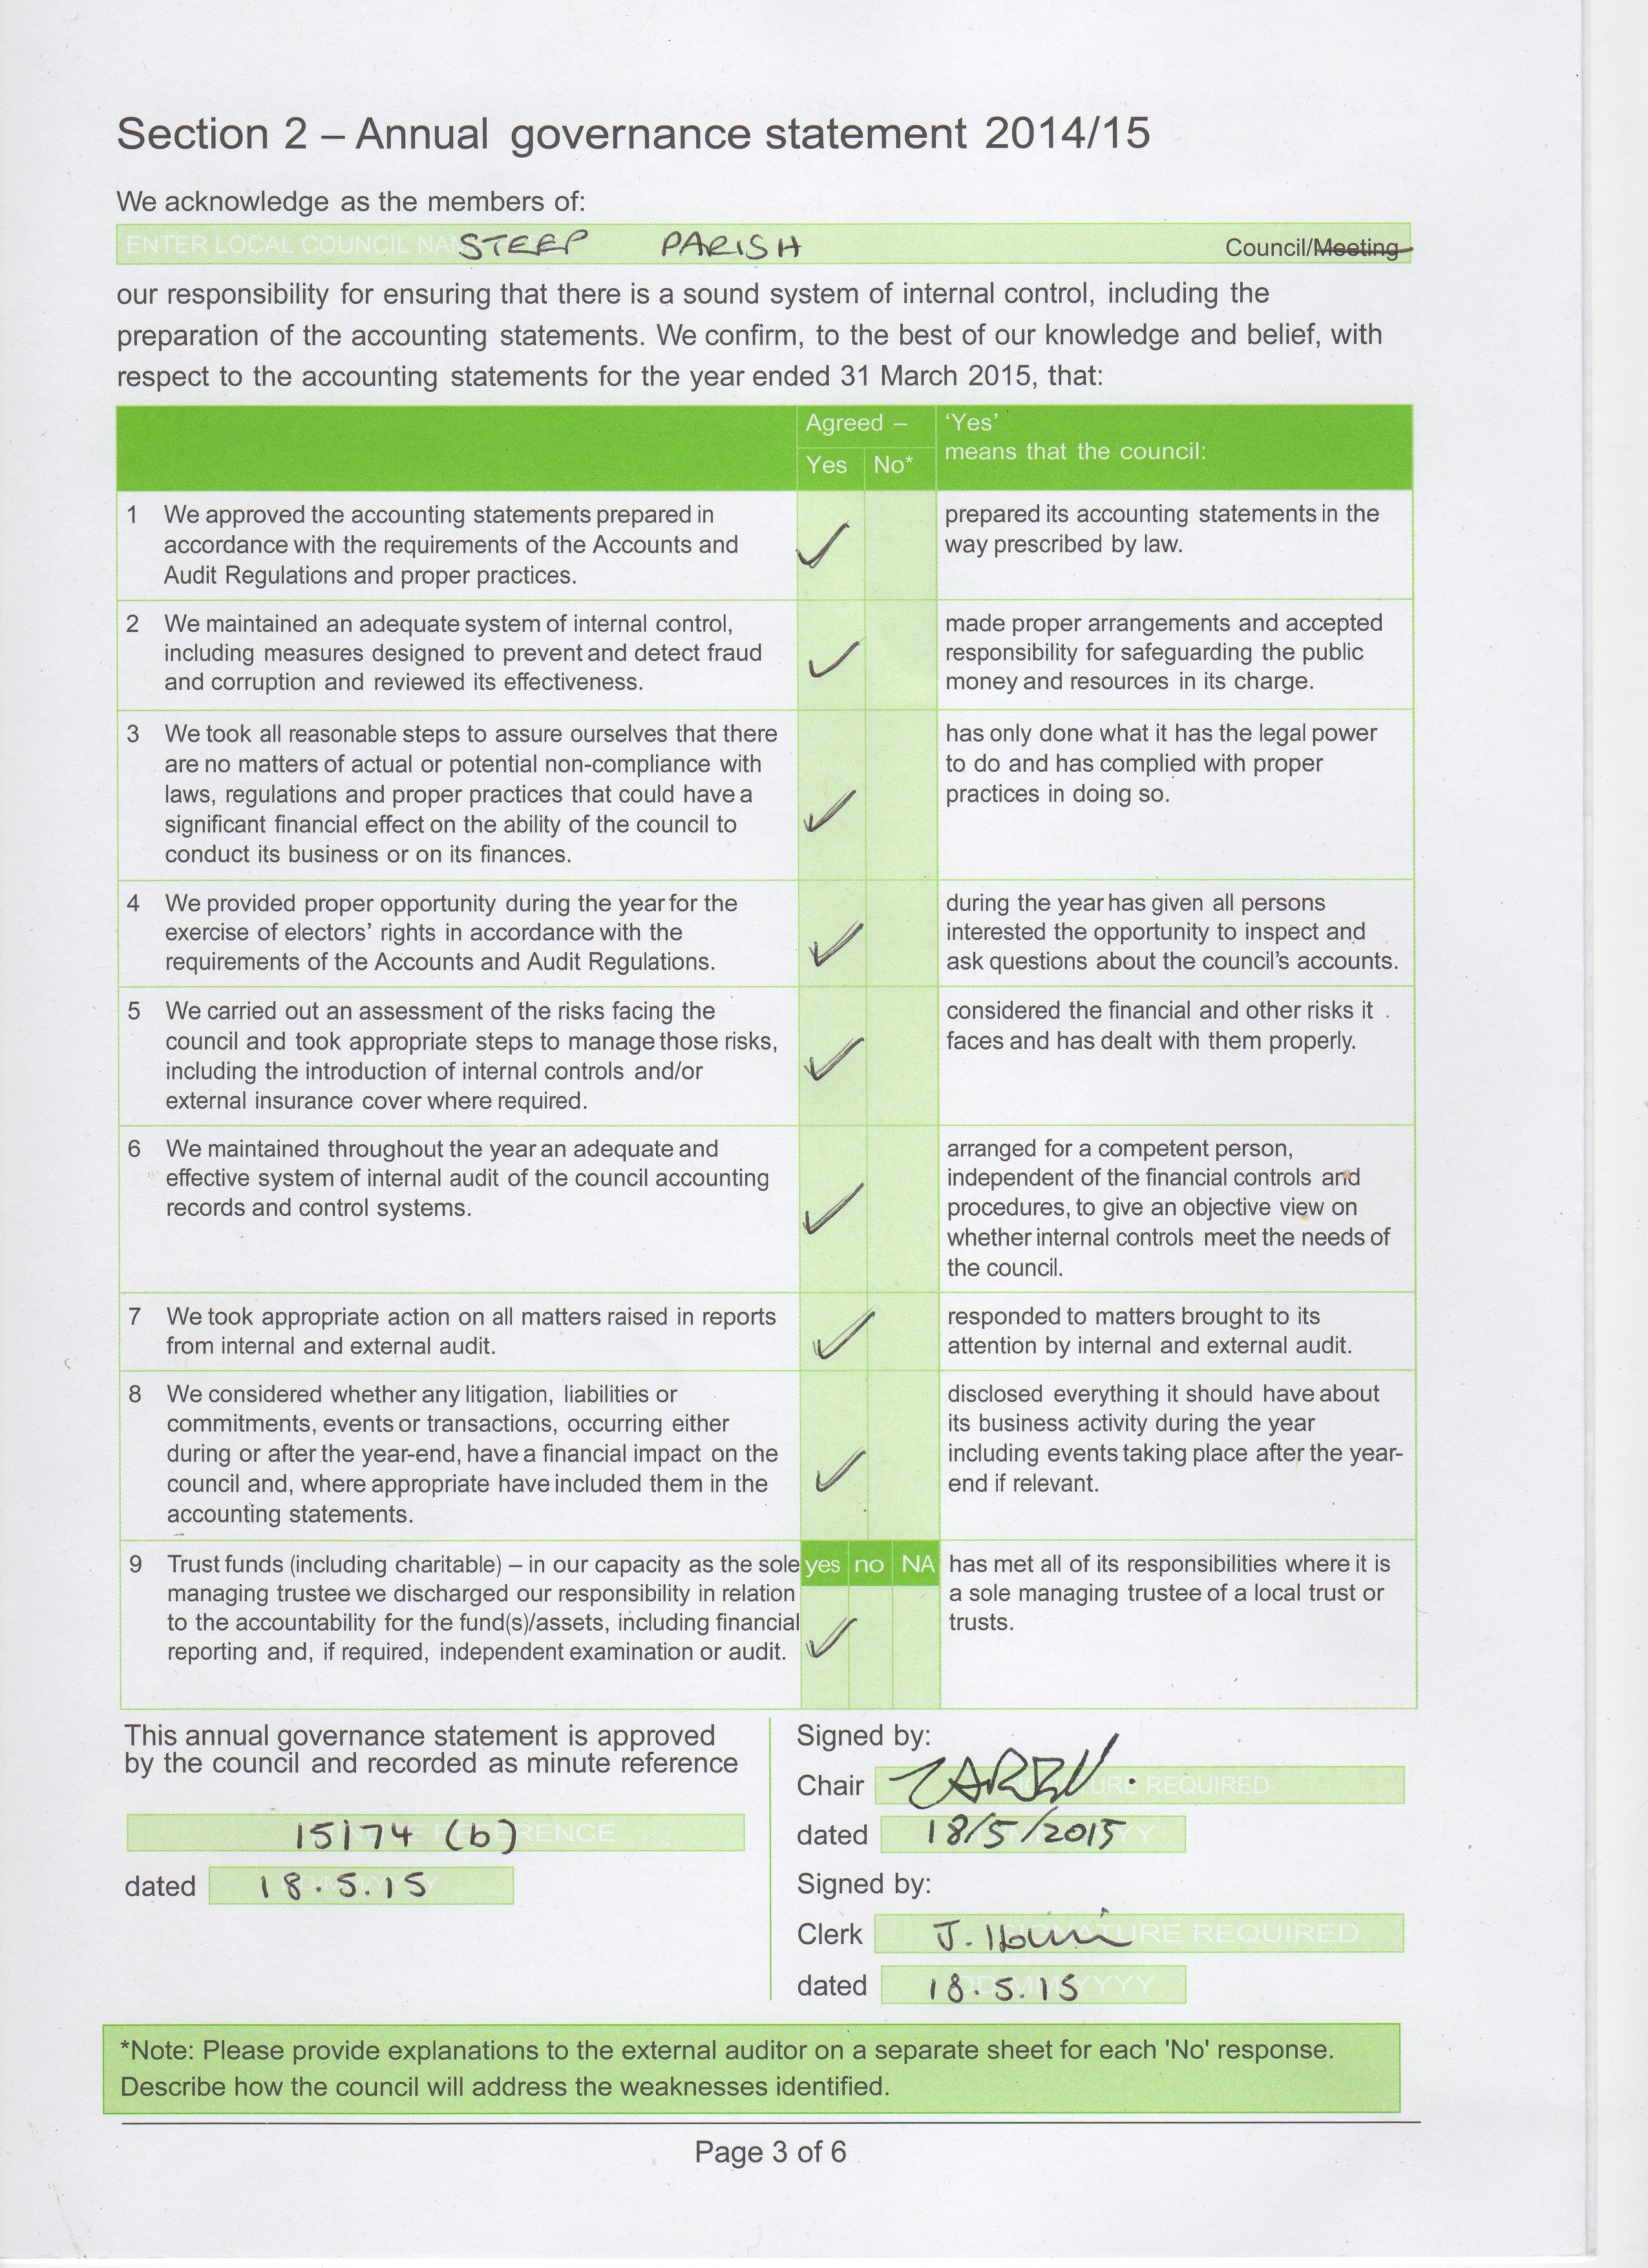 Section 2 – Annual governance statement 2014/15
We acknowledge as the members of:
ENTER LOCAL COUNCIL NAM STEEP PARISH Council/Meeting
our responsibility for ensuring that there is a sound system of internal control, including the
preparation of the accounting statements. We confirm, to the best of our knowledge and belief, with
respect to the accounting statements for the year ended 31 March 2015, that:
Agreed –
Yes No*
‘Yes’
means that the council:
1 We approved the accounting statements prepared in
accordance with the requirements of the Accounts and
Audit Regulations and proper practices.
prepared its accounting statements in the
way prescribed by law.
2 We maintained an adequate system of internal control,
including measures designed to prevent and detect fraud
and corruption and reviewed its effectiveness.
made proper arrangements and accepted
responsibility for safeguarding the public
money and resources in its charge.
3 We took all reasonable steps to assure ourselves that there
are no matters of actual or potential non-compliance with
laws, regulations and proper practices that could have a
significant financial effect on the ability of the council to
conduct its business or on its finances.
has only done what it has the legal power
to do and has complied with proper
practices in doing so.
4 We provided proper opportunity during the year for the
exercise of electors’ rights in accordance with the
requirements of the Accounts and Audit Regulations.
during the year has given all persons
interested the opportunity to inspect and
ask questions about the council’s accounts.
5 We carried out an assessment of the risks facing the
council and took appropriate steps to manage those risks,
including the introduction of internal controls and/or
external insurance cover where required.
considered the financial and other risks it
faces and has dealt with them properly.
6 We maintained throughout the year an adequate and
effective system of internal audit of the council accounting
records and control systems.
arranged for a competent person,
independent of the financial controls and
procedures, to give an objective view on
whether internal controls meet the needs of
the council.
7 We took appropriate action on all matters raised in reports
from internal and external audit.
responded to matters brought to its
attention by internal and external audit.
8 We considered whether any litigation, liabilities or
commitments, events or transactions, occurring either
during or after the year-end, have a financial impact on the
council and, where appropriate have included them in the
accounting statements.
disclosed everything it should have about
its business activity during the year
including events taking place after the year-
end if relevant.
9 Trust funds (including charitable) – in our capacity as the sole
managing trustee we discharged our responsibility in relation
to the accountability for the fund(s)/assets, including financial
reporting and, if required, independent examination or audit.
yes no NA
has met all of its responsibilities where it is
a sole managing trustee of a local trust or
trusts.
This annual governance statement is approved
by the council and recorded as minute reference
15174 (b)
dated 18.5.15
Signed by:
Chair SIGNATURE REQUIRED
dated 18/5/2015
Signed by:
Clerk J. SIGNATURE REQUIRED
dated 18.5.15
*Note: Please provide explanations to the external auditor on a separate sheet for each 'No' response.
Describe how the council will address the weaknesses identified.
Page 3 of 6